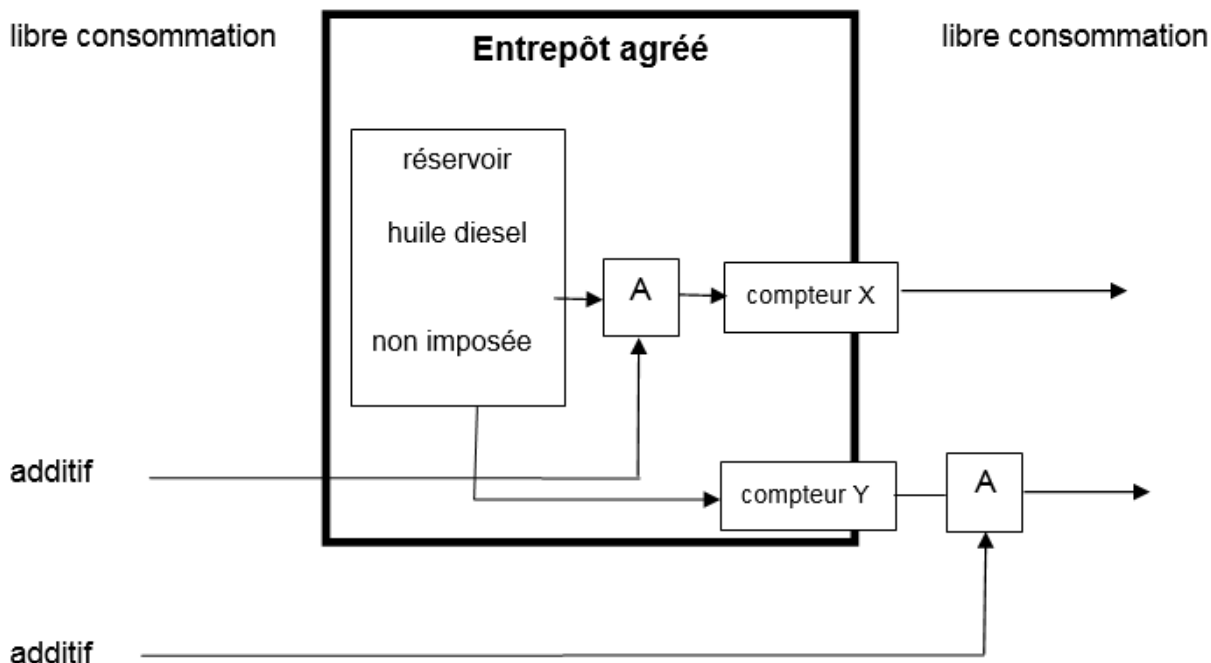 libre consommation
Entrepôt agréé
libre consommation
réservoir
huile diesel
non imposée
A
compteur X
additif
compteur Y
A
additif